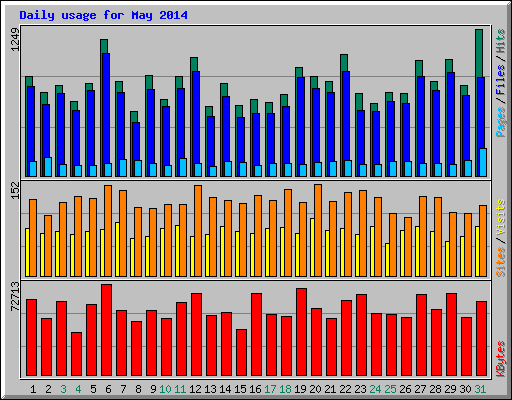 Daily usage for May 2014
1249
Pages / Files / Hits
152
Sites / Visits
72713
KBytes
1 2 3 4 5 6 7 8 9 10 11 12 13 14 15 16 17 18 19 20 21 22 23 24 25 26 27 28 29 30 31